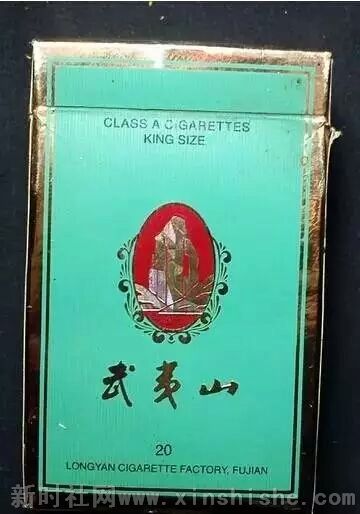 CLASS A CIGARETTES
KING SIZE
武夷山
20
LONGYAN CIGARETTE FACTORY, FUJIAN
新时社网www.xinshishe.com